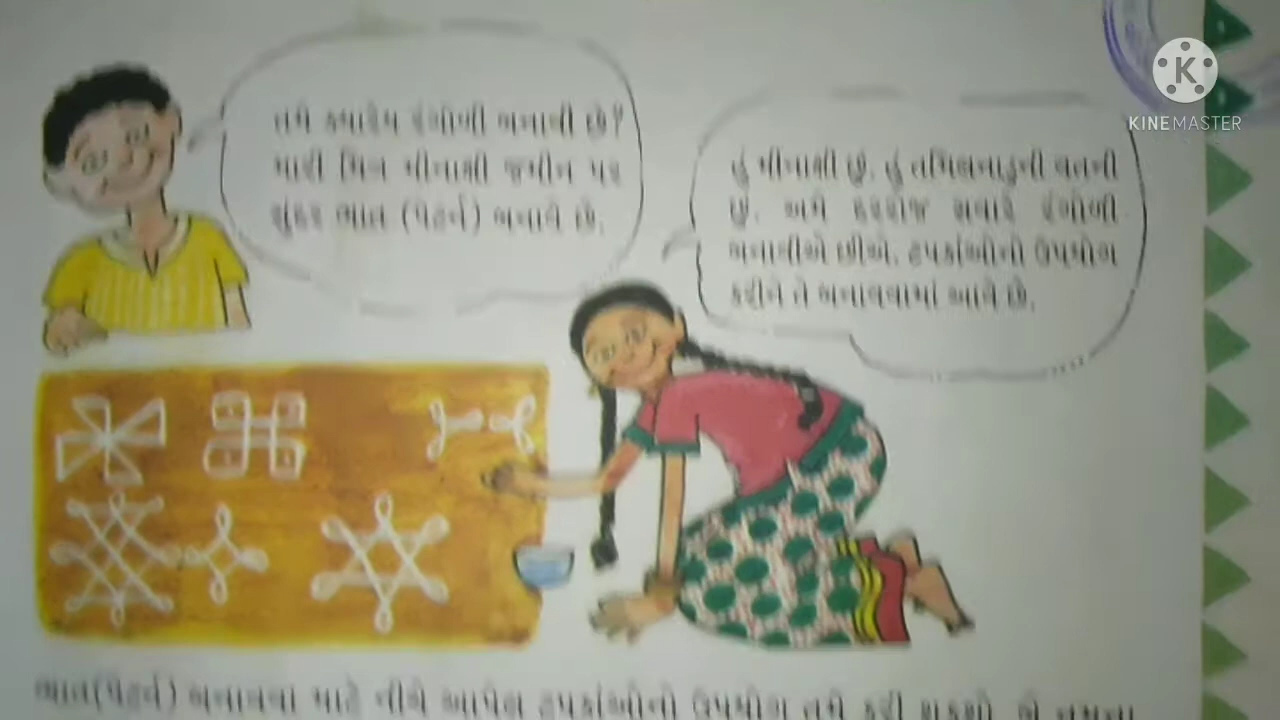 તમે ક્યારેય રંગોળી બનાવી છે?
મારી મિત્ર મીનાક્ષી જમીન પર
સુંદર ભાત (પેટર્ન) બનાવે છે.
હું મીનાક્ષી છું. હું તમિલનાડુની વતની
છું. અમે દરરોજ સવારે રંગોળી
બનાવીએ છીએ. ટપકાંઓનો ઉપયોગ
કરીને તે બનાવવામાં આવે છે.
ભાત(પેટર્ન) બનાવવા માટે નીચે આપેલ ટપકાંઓનો ઉપયોગ તમે કરી શકશો.
KINEMASTER